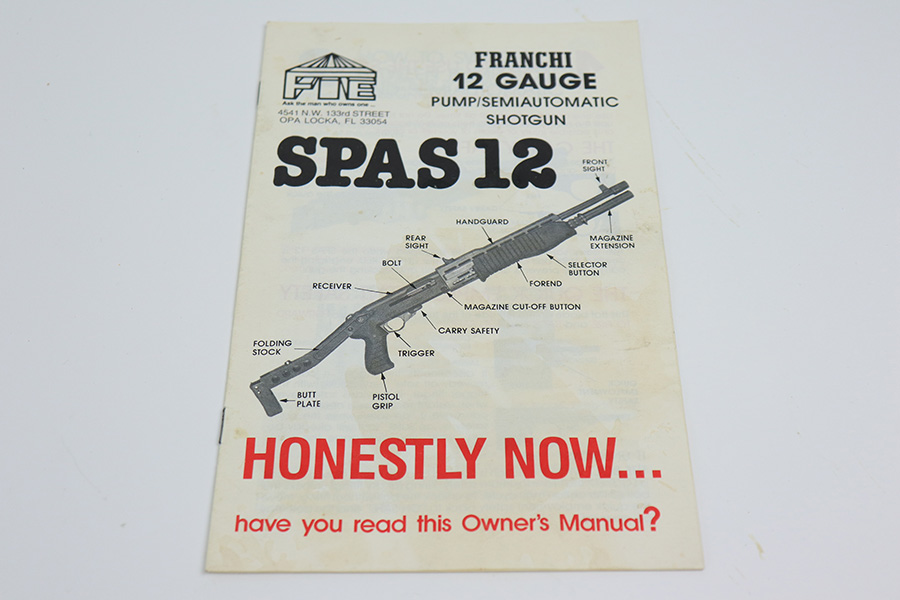 FTE
Ask the man who owns one...
4541 N.W. 133rd STREET
OPA LOCKA, FL 33054
FRANCHI
12 GAUGE
PUMP/SEMIAUTOMATIC
SHOTGUN
SPAS 12
FRONT
SIGHT
HANDGUARD
REAR
SIGHT
MAGAZINE
EXTENSION
BOLT
SELECTOR
BUTTON
RECEIVER
FOREND
MAGAZINE CUT-OFF BUTTON
CARRY SAFETY
FOLDING
STOCK
TRIGGER
BUTT
PLATE
PISTOL
GRIP
HONESTLY NOW...
have you read this Owner's Manual?